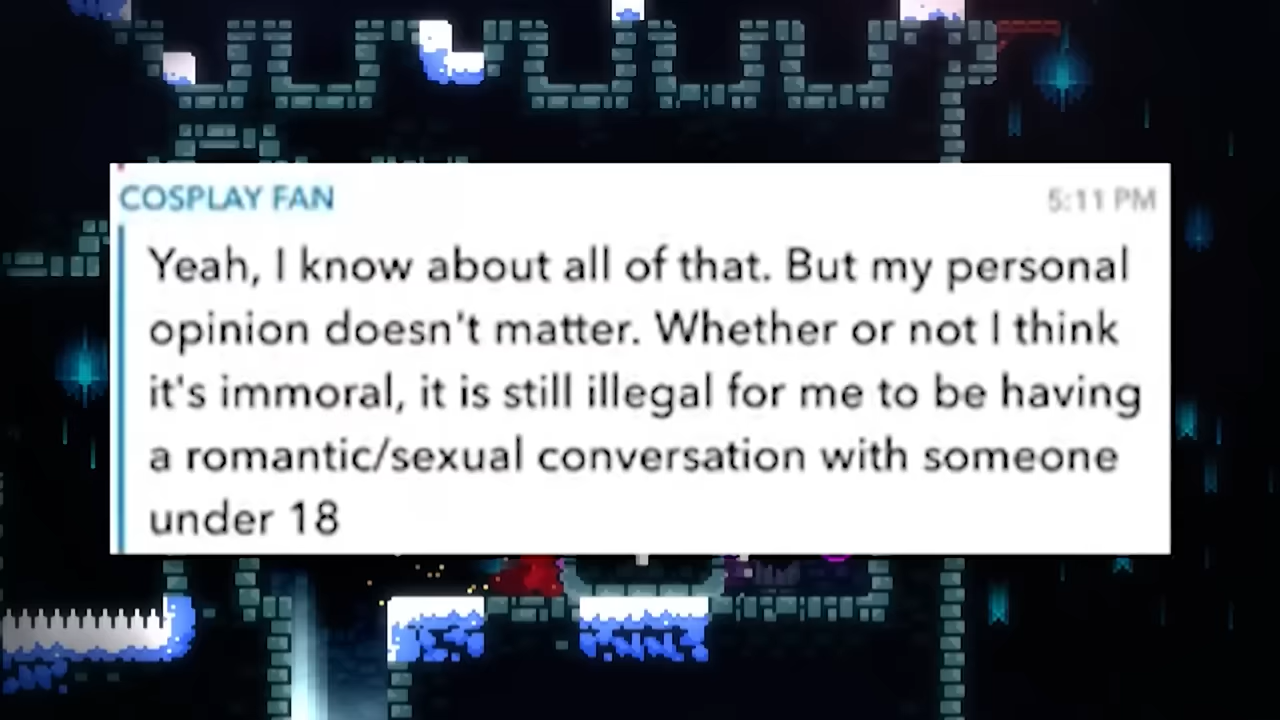 COSPLAY FAN
5:11 PM
Yeah, I know about all of that. But my personal
opinion doesn't matter. Whether or not I think
it's immoral, it is still illegal for me to be having
a romantic/sexual conversation with someone
under 18